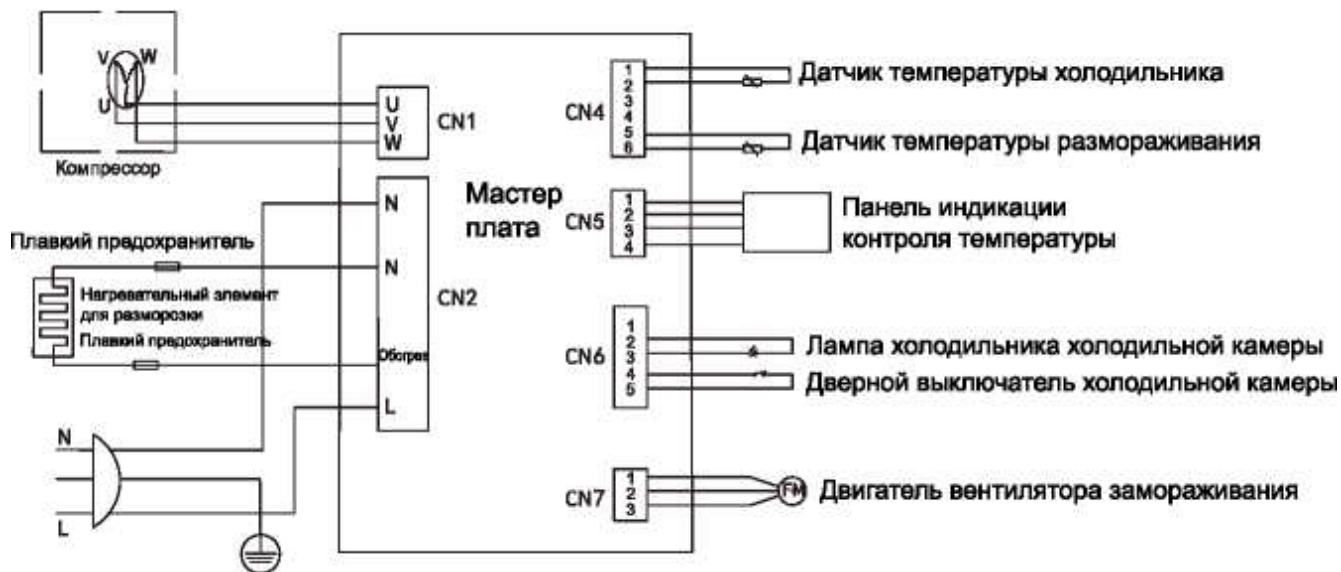 V W
U
Компрессор
U
V
W
CN1
Мастер
плата
N
N
Обогрев
L
CN2
Плавкий предохранитель
Нагревательный элемент
для разморозки
Плавкий предохранитель
N
L
CN4
1
2
3
4
5
6
Датчик температуры холодильника
Датчик температуры размораживания
CN5
1
2
3
4
Панель индикации
контроля температуры
CN6
1
2
3
4
5
Лампа холодильника холодильной камеры
Дверной выключатель холодильной камеры
CN7
1
2
3
FM
Двигатель вентилятора замораживания